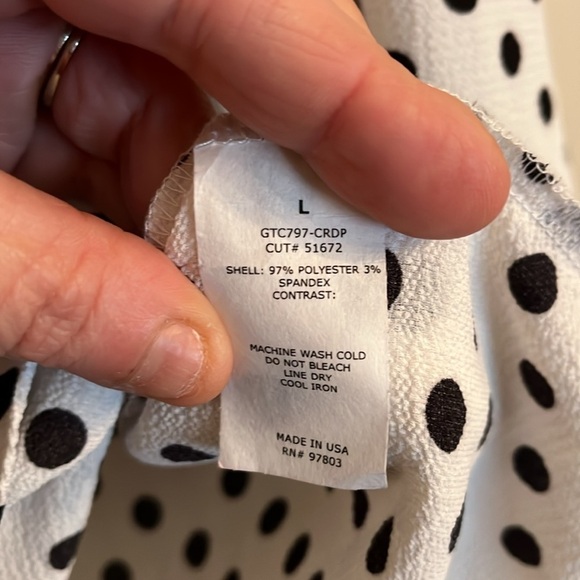 L
GTC797-CRDP
CUT# 51672
SHELL: 97% POLYESTER 3%
SPANDEX
CONTRAST:
MACHINE WASH COLD
DO NOT BLEACH
LINE DRY
COOL IRON
MADE IN USA
RN# 97803